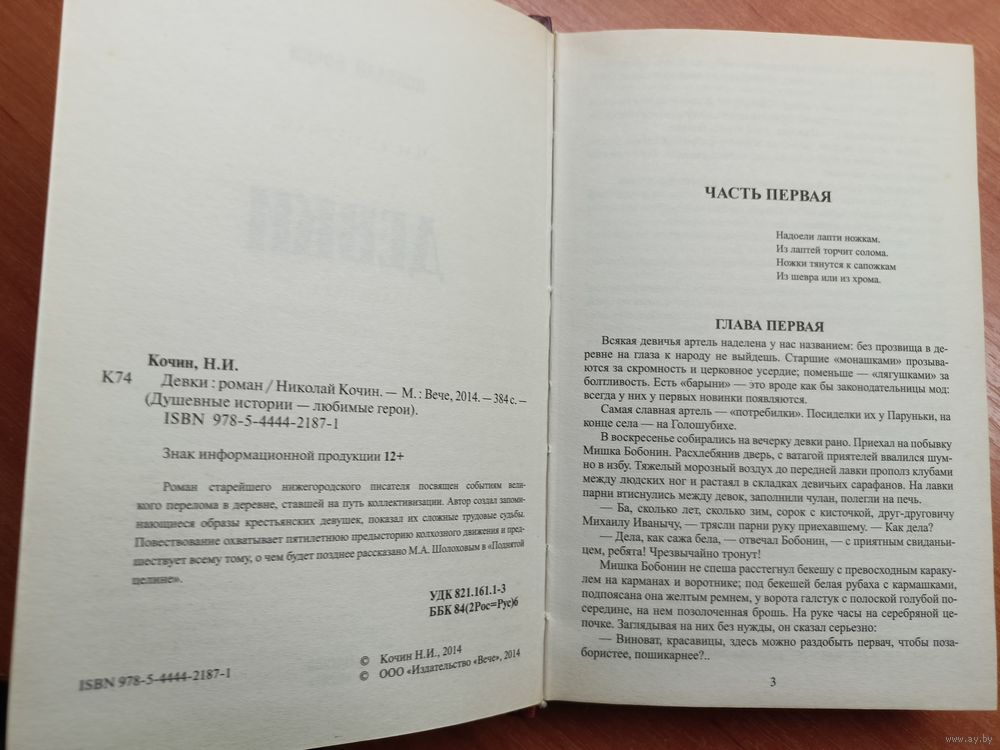 Кочин, Н.И.
К74
Девки : роман / Николай Кочин. — М. : Вече, 2014. — 384 с. —
(Душевные истории — любимые герои).
ISBN 978-5-4444-2187-1
Знак информационной продукции 12+
Роман старейшего нижегородского писателя посвящен событиям вели-
кого перелома в деревне, ставшей на путь коллективизации. Автор создал запоми-
нающиеся образы крестьянских девушек, показал их сложные трудовые судьбы.
Повествование охватывает пятилетнюю предысторию колхозного движения и пред-
шествует всему тому, о чем будет позднее рассказано М.А. Шолоховым в «Поднятой
целине».
УДК 821.161.1-3
ББК 84(2Рос=Рус)6
© Кочин Н.И., 2014
© ООО «Издательство «Вече», 2014
ISBN 978-5-4444-2187-1
ЧАСТЬ ПЕРВАЯ
Надоели лапти ножкам.
Из лаптей торчит солома.
Ножки тянутся к сапожкам
Из шевра или из хрома.
ГЛАВА ПЕРВАЯ
Всякая девичья артель наделена у нас названием: без прозвища в де-
ревне на глаза к народу не выйдешь. Старшие «монашками» прозывают-
ся за скромность и церковное усердие; поменьше — «лягушками» за
болтливость. Есть «барыни» — это вроде как бы законодательницы мод:
всегда у них у первых новинки появляются.
Самая славная артель — «потребилки». Посиделки их у Паруньки, на
конце села — на Голошубихе.
В воскресенье собирались на вечерку девки рано. Приехал на побывку
Мишка Бобонин. Расхлебянив дверь, с ватагой приятелей ввалился шум-
но в избу. Тяжелый морозный воздух до передней лавки прополз клубами
между людских ног и растаял в складках девичьих сарафанов. На лавки
парни втиснулись между девок, заполнили чулан, полегли на печь.
— Ба, сколько лет, сколько зим, сорок с кисточкой, друг-другович
Михаилу Иванычу, — трясли парни руку приехавшему. — Как дела?
— Дела, как сажа бела, — отвечал Бобонин, — с приятным свиданьи-
цем, ребята! Чрезвычайно тронут!
Мишка Бобонин не спеша расстегнул бекешу с превосходным караку-
лем на карманах и воротнике; под бекешей белая рубаха с кармашками,
подпоясана она желтым ремнем, у ворота галстук с полоской голубой по-
середине, на нем позолоченная брошь. На руке часы на серебряной це-
почке. Заглядывая на них без нужды, он сказал серьезно:
— Виноват, красавицы, здесь можно раздобыть первач, чтобы поза-
бористее, пошикарнее?..
3
www.ay.by